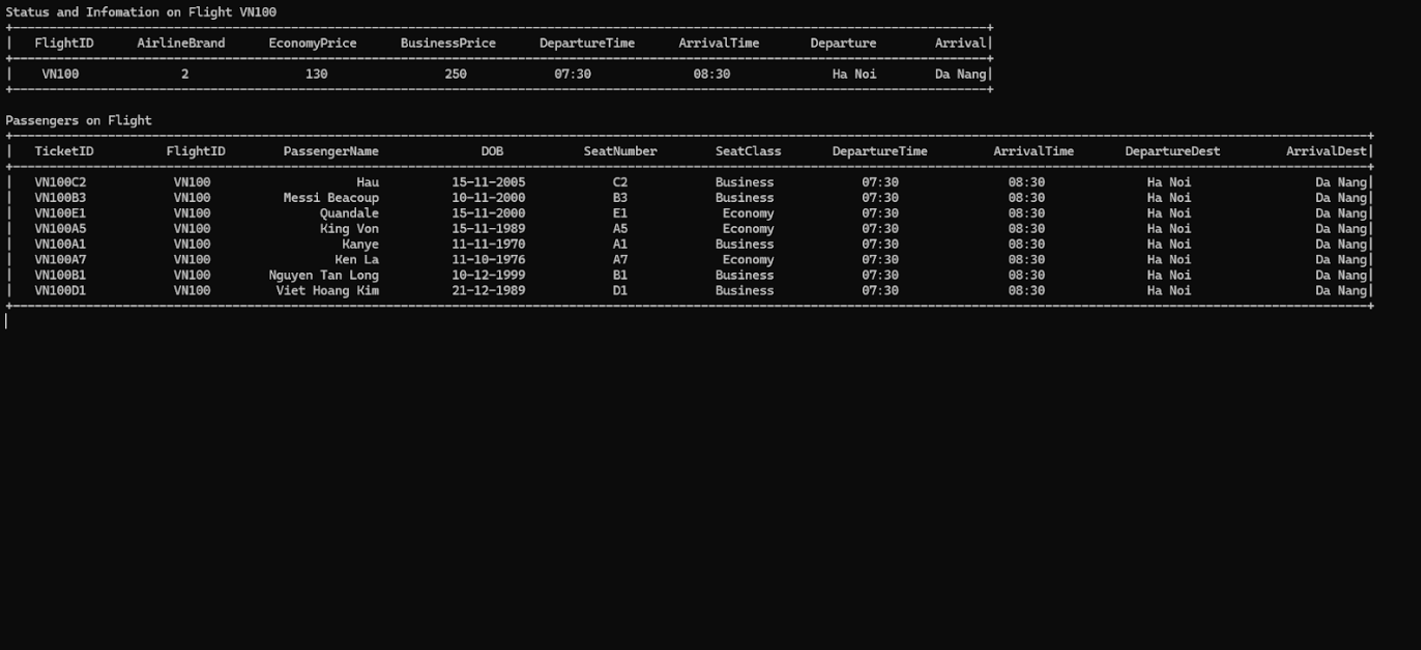 Status and Infomation on Flight VN100
| FlightID AirlineBrand EconomyPrice BusinessPrice DepartureTime ArrivalTime Departure Arrival|
| VN100 2 130 250 07:30 08:30 Ha Noi Da Nang|
Passengers on Flight
| TicketID FlightID PassengerName DOB SeatNumber SeatClass DepartureTime ArrivalTime DepartureDest ArrivalDest|
| VN100C2 VN100 Hau 15-11-2005 C2 Business 07:30 08:30 Ha Noi Da Nang|
| VN100B3 VN100 Messi Beacoup 10-11-2000 B3 Business 07:30 08:30 Ha Noi Da Nang|
| VN100E1 VN100 Quandale 15-11-2000 E1 Economy 07:30 08:30 Ha Noi Da Nang|
| VN100A5 VN100 King Von 15-11-1989 A5 Economy 07:30 08:30 Ha Noi Da Nang|
| VN100A1 VN100 Kanye 11-11-1970 A1 Business 07:30 08:30 Ha Noi Da Nang|
| VN100A7 VN100 Ken La 11-10-1976 A7 Economy 07:30 08:30 Ha Noi Da Nang|
| VN100B1 VN100 Nguyen Tan Long 10-12-1999 B1 Business 07:30 08:30 Ha Noi Da Nang|
| VN100D1 VN100 Viet Hoang Kim 21-12-1989 D1 Business 07:30 08:30 Ha Noi Da Nang|